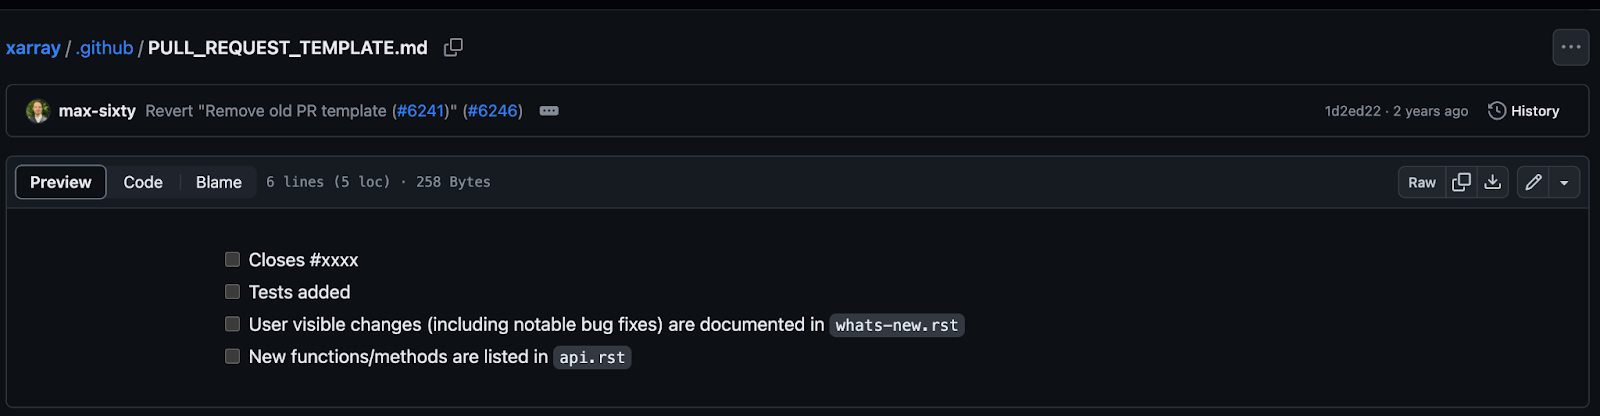 xarray / .github / PULL_REQUEST_TEMPLATE.md
max-sixty Revert "Remove old PR template (#6241)" (#6246) 1d2ed22 · 2 years ago History
Preview Code Blame 6 lines (5 loc) · 258 Bytes Raw
Closes #xxxx
Tests added
User visible changes (including notable bug fixes) are documented in whats-new.rst
New functions/methods are listed in api.rst